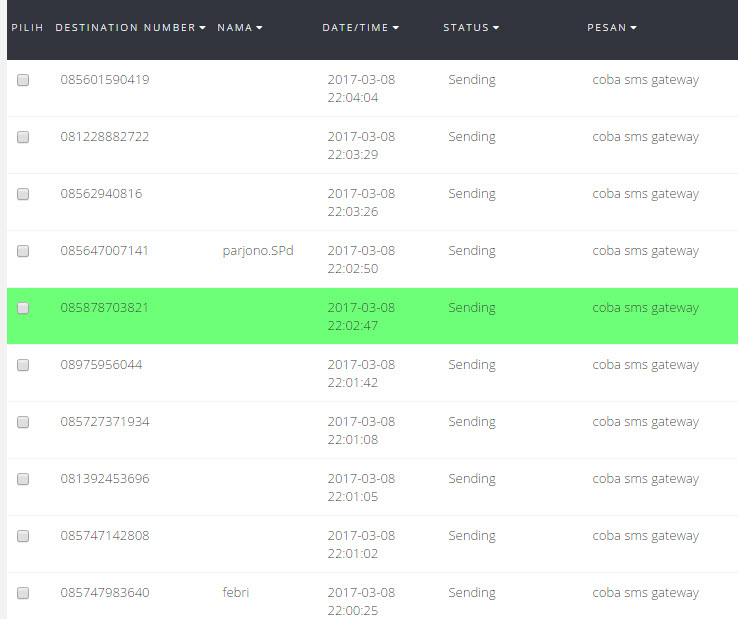 PILIH DESTINATION NUMBER NAMA DATE/TIME STATUS PESAN
085601590419 2017-03-08 Sending coba sms gateway
22:04:04
081228882722 2017-03-08 Sending coba sms gateway
22:03:29
08562940816 2017-03-08 Sending coba sms gateway
22:03:26
085647007141 parjono.SPd 2017-03-08 Sending coba sms gateway
22:02:50
085878703821 2017-03-08 Sending coba sms gateway
22:02:47
08975956044 2017-03-08 Sending coba sms gateway
22:01:42
085727371934 2017-03-08 Sending coba sms gateway
22:01:08
081392453696 2017-03-08 Sending coba sms gateway
22:01:05
085747142808 2017-03-08 Sending coba sms gateway
22:01:02
085747983640 febri 2017-03-08 Sending coba sms gateway
22:00:25